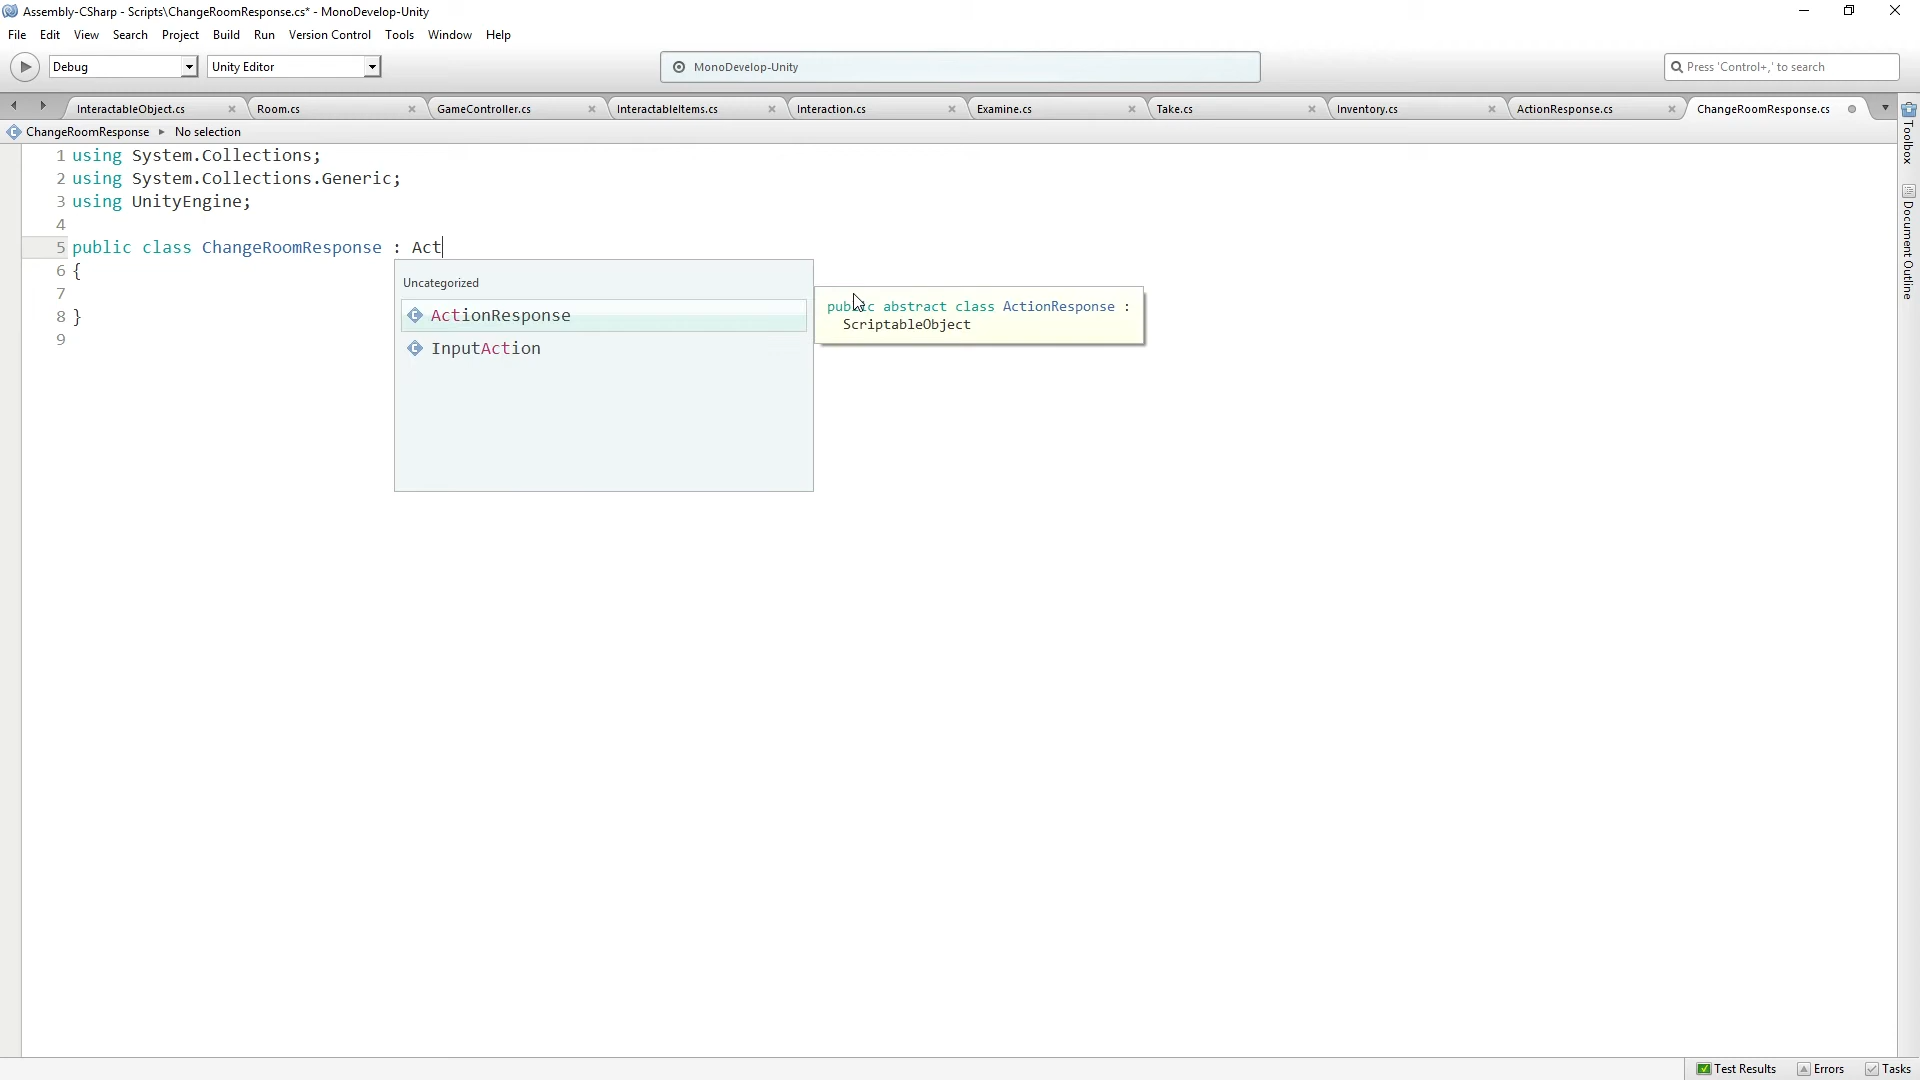 Assembly-CSharp - Scripts\ChangeRoomResponse.cs* - MonoDevelop-Unity
File Edit View Search Project Build Run Version Control Tools Window Help
Debug Unity Editor MonoDevelop-Unity Press 'Control+,' to search
InteractableObject.cs Room.cs GameController.cs InteractableItems.cs Interaction.cs Examine.cs Take.cs Inventory.cs ActionResponse.cs ChangeRoomResponse.cs
ChangeRoomResponse No selection
1 using System.Collections;
2 using System.Collections.Generic;
3 using UnityEngine;
4
5 public class ChangeRoomResponse : Act
6 {
7
8 }
9
Uncategorized
ActionResponse
InputAction
public abstract class ActionResponse :
ScriptableObject
Toolbox
Document Outline
Test Results Errors Tasks